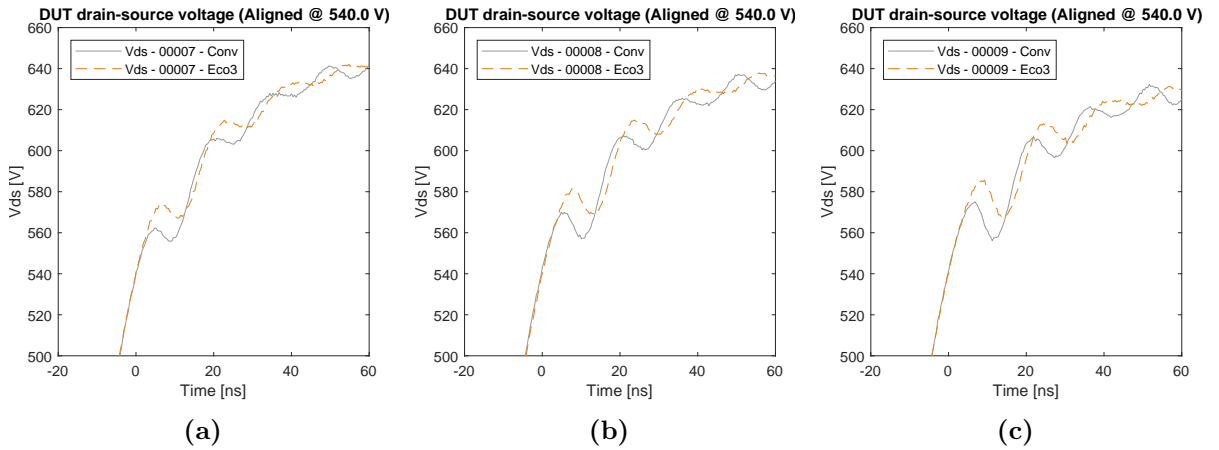 DUT drain-source voltage (Aligned @ 540.0 V)
Vds - 00007 - Conv
Vds - 00007 - Eco3
Vds [V]
660
640
620
600
580
560
540
520
500
-20
0
20
40
60
Time [ns]
(a)
DUT drain-source voltage (Aligned @ 540.0 V)
Vds - 00008 - Conv
Vds - 00008 - Eco3
Vds [V]
660
640
620
600
580
560
540
520
500
-20
0
20
40
60
Time [ns]
(b)
DUT drain-source voltage (Aligned @ 540.0 V)
Vds - 00009 - Conv
Vds - 00009 - Eco3
Vds [V]
660
640
620
600
580
560
540
520
500
-20
0
20
40
60
Time [ns]
(c)